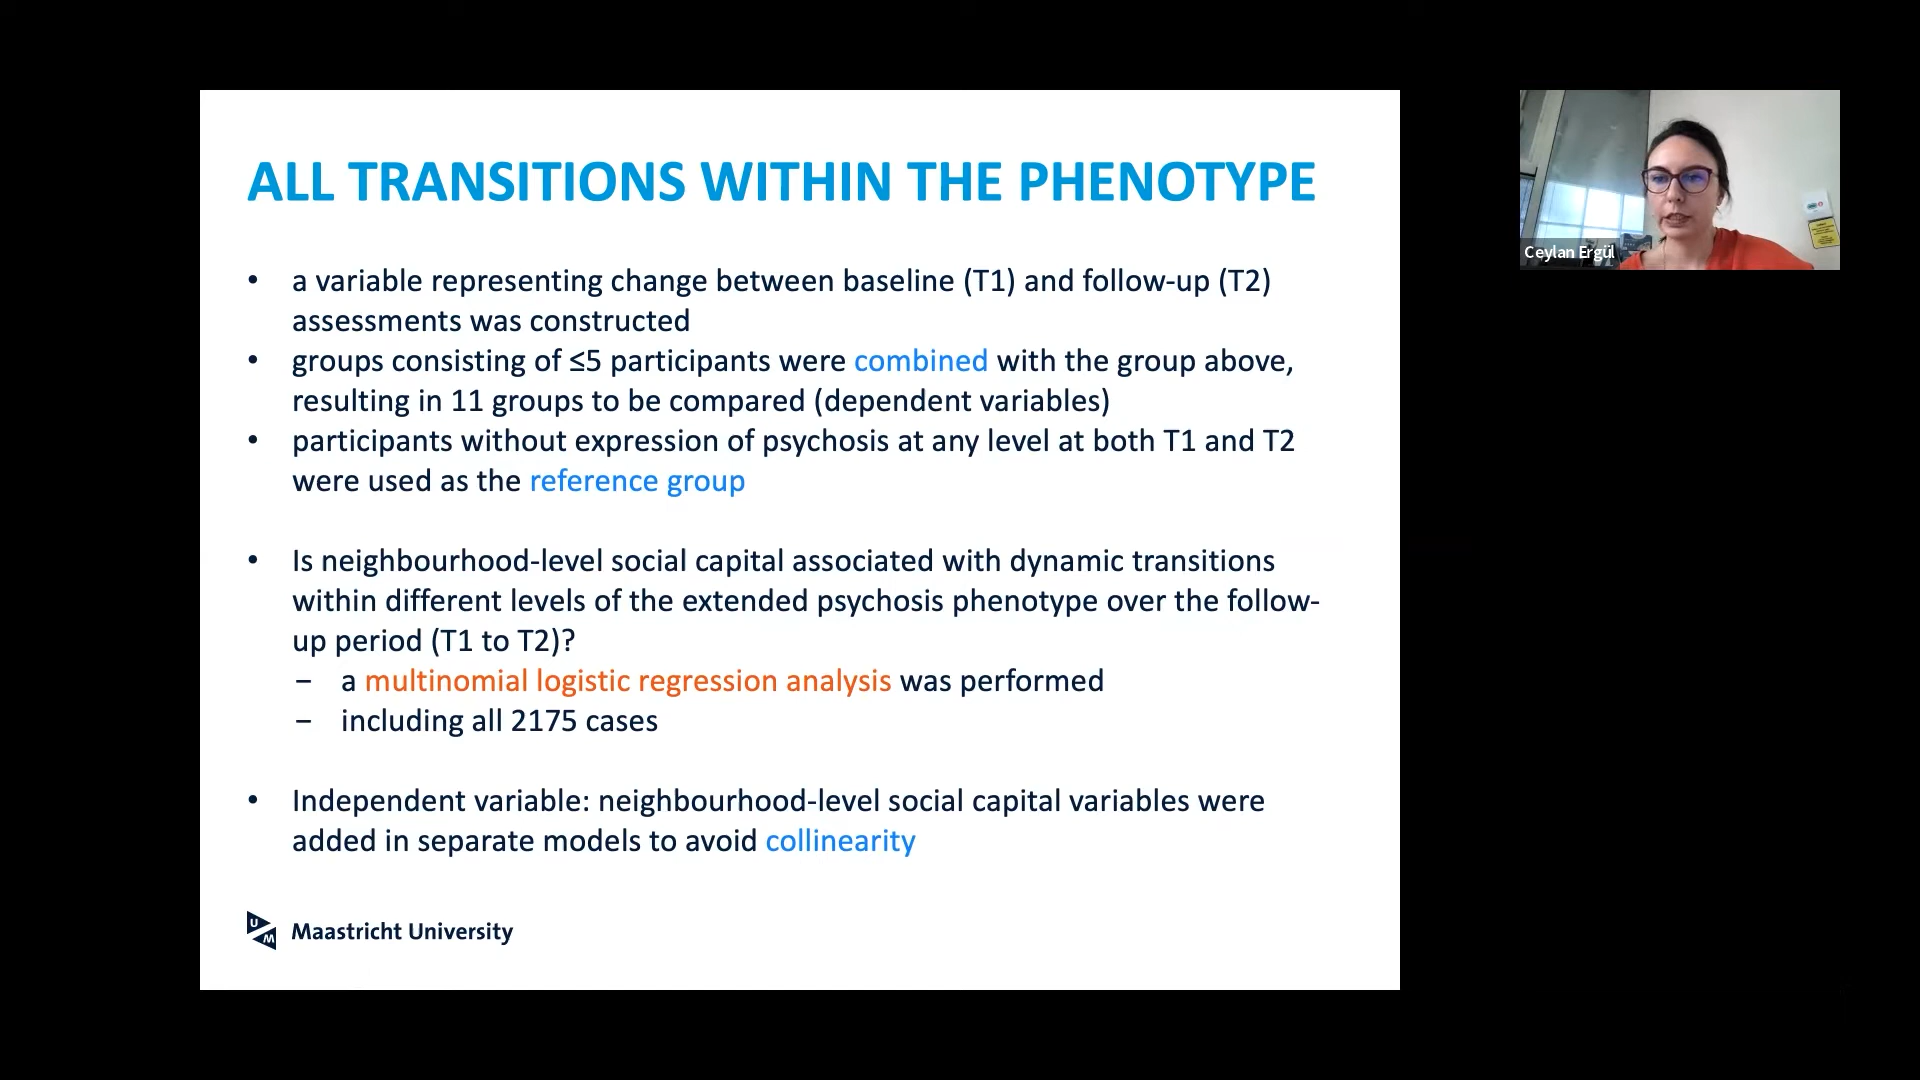 ALL TRANSITIONS WITHIN THE PHENOTYPE
• a variable representing change between baseline (T1) and follow-up (T2)
assessments was constructed
• groups consisting of ≤5 participants were combined with the group above,
resulting in 11 groups to be compared (dependent variables)
• participants without expression of psychosis at any level at both T1 and T2
were used as the reference group
• Is neighbourhood-level social capital associated with dynamic transitions
within different levels of the extended psychosis phenotype over the follow-
up period (T1 to T2)?
– a multinomial logistic regression analysis was performed
– including all 2175 cases
• Independent variable: neighbourhood-level social capital variables were
added in separate models to avoid collinearity
UM Maastricht University
Ceylan Ergül